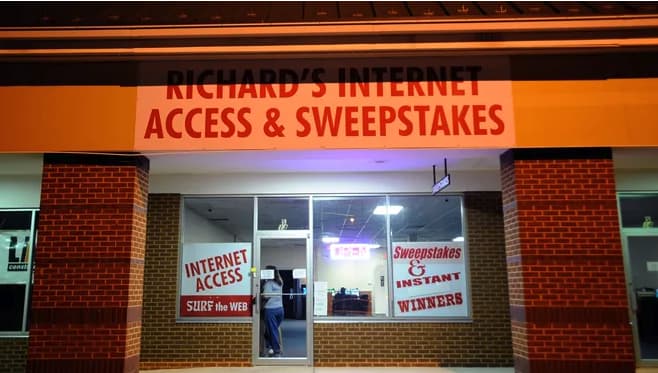 RICHARD'S INTERNET
ACCESS & SWEEPSTAKES
INTERNET
ACCESS
SURF the WEB
OPEN
Sweepstakes
&
INSTANT
WINNERS